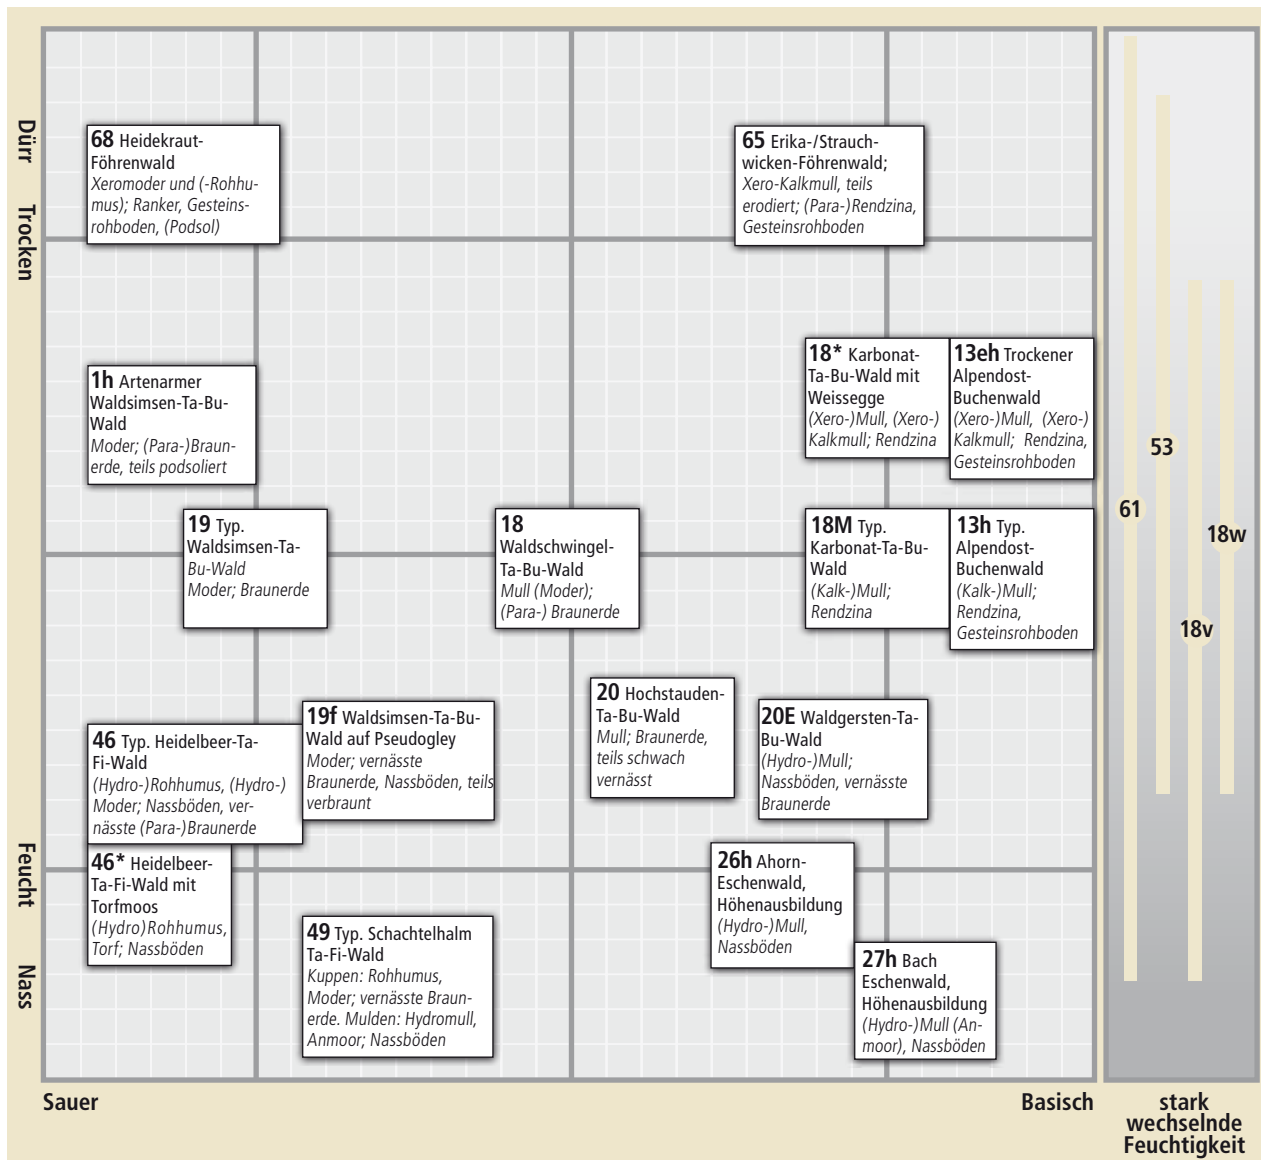 Dürr
Trocken
Feucht
Nass
68 Heidekraut-
Föhrenwald
Xeromoder und (-Rohhu-
mus); Ranker, Gesteins-
rohboden, (Podsol)
65 Erika-/Strauch-
wicken-Föhrenwald;
Xero-Kalkmull, teils
erodiert; (Para-)Rendzina,
Gesteinsrohboden
1h Artenarmer
Waldsimsen-Ta-Bu-
Wald
Moder; (Para-)Braun-
erde, teils podsoliert
18* Karbonat-
Ta-Bu-Wald mit
Weissegge
(Xero-)Mull, (Xero-)
Kalkmull; Rendzina
13eh Trockener
Alpendost-
Buchenwald
(Xero-)Mull, (Xero-)
Kalkmull; Rendzina,
Gesteinsrohboden
19 Typ.
Waldsimsen-Ta-
Bu-Wald
Moder; Braunerde
18
Waldschwingel-
Ta-Bu-Wald
Mull (Moder);
(Para-) Braunerde
18M Typ.
Karbonat-Ta-Bu-
Wald
(Kalk-)Mull;
Rendzina
13h Typ.
Alpendost-
Buchenwald
(Kalk-)Mull;
Rendzina,
Gesteinsrohboden
46 Typ. Heidelbeer-Ta-
Fi-Wald
(Hydro-)Rohhumus, (Hydro-)
Moder; Nassböden, ver-
nässte (Para-)Braunerde
19f Waldsimsen-Ta-Bu-
Wald auf Pseudogley
Moder; vernässte
Braunerde, Nassböden, teils
verbraunt
20 Hochstauden-
Ta-Bu-Wald
Mull; Braunerde,
teils schwach
vernässt
20E Waldgersten-Ta-
Bu-Wald
(Hydro-)Mull;
Nassböden, vernässte
Braunerde
46* Heidelbeer-
Ta-Fi-Wald mit
Torfmoos
(Hydro)Rohhumus,
Torf; Nassböden
49 Typ. Schachtelhalm
Ta-Fi-Wald
Kuppen: Rohhumus,
Moder; vernässte Braun-
erde. Mulden: Hydromull,
Anmoor; Nassböden
26h Ahorn-
Eschenwald,
Höhenausbildung
(Hydro-)Mull,
Nassböden
27h Bach
Eschenwald,
Höhenausbildung
(Hydro-)Mull (An-
moor), Nassböden
53
61
18w
18v
Sauer
Basisch
stark
wechselnde
Feuchtigkeit